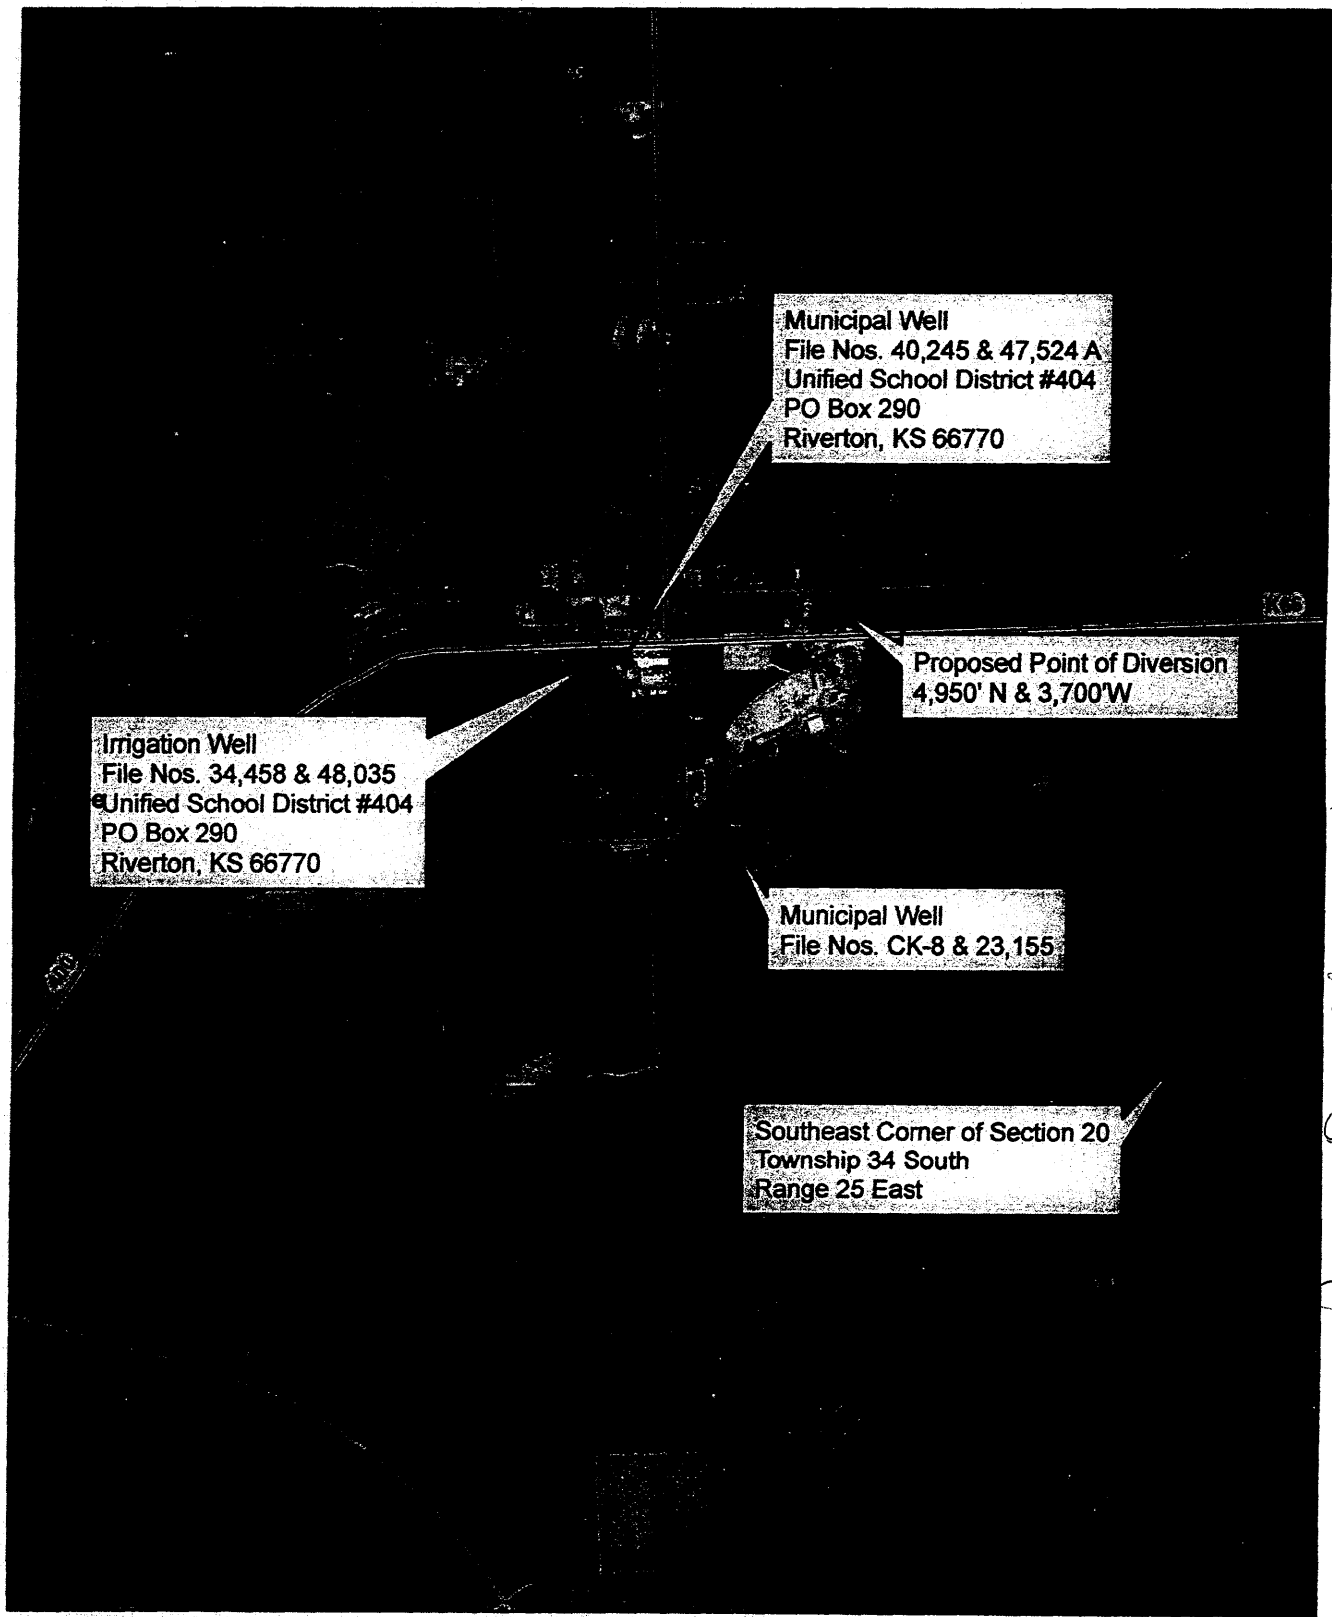 Municipal Well
File Nos. 40,245 & 47,524 A
Unified School District #404
PO Box 290
Riverton, KS 66770
Proposed Point of Diversion
4,950' N & 3,700'W
Irrigation Well
File Nos. 34,458 & 48,035
Unified School District #404
PO Box 290
Riverton, KS 66770
Municipal Well
File Nos. CK-8 & 23,155
400
Southeast Corner of Section 20
Township 34 South
Range 25 East